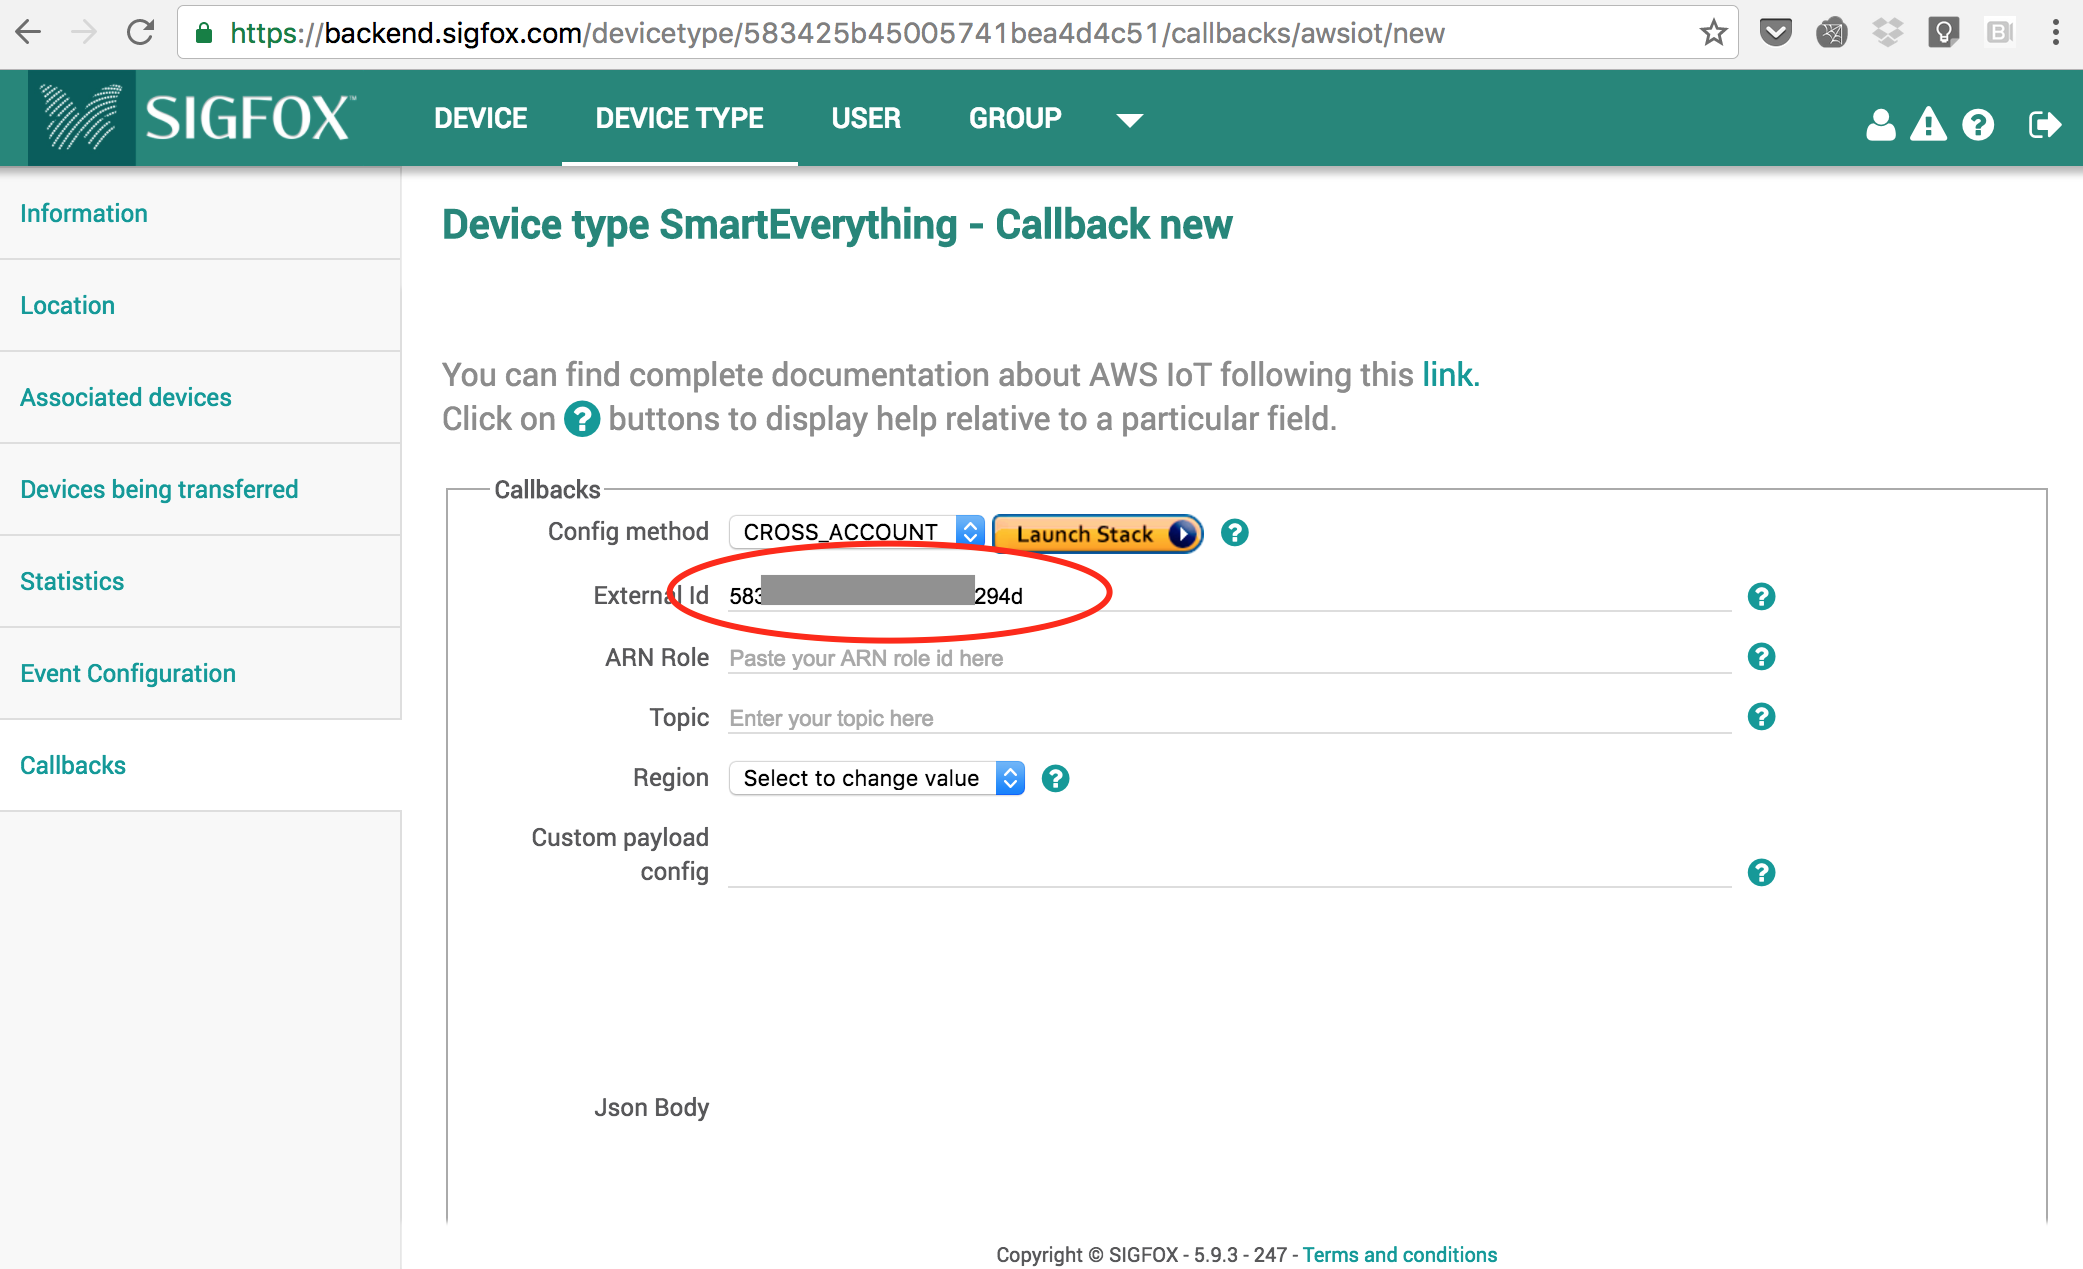 https://backend.sigfox.com/devicetype/583425b45005741bea4d4c51/callbacks/awsiot/new
SIGFOX™
DEVICE
DEVICE TYPE
USER
GROUP
Information
Location
Associated devices
Devices being transferred
Statistics
Event Configuration
Callbacks
Device type SmartEverything - Callback new
You can find complete documentation about AWS IoT following this link.
Click on ? buttons to display help relative to a particular field.
Callbacks
Config method CROSS_ACCOUNT Launch Stack ?
External Id 583 294d ?
ARN Role Paste your ARN role id here ?
Topic Enter your topic here ?
Region Select to change value ?
Custom payload
config ?
Json Body
Copyright © SIGFOX - 5.9.3 - 247 - Terms and conditions